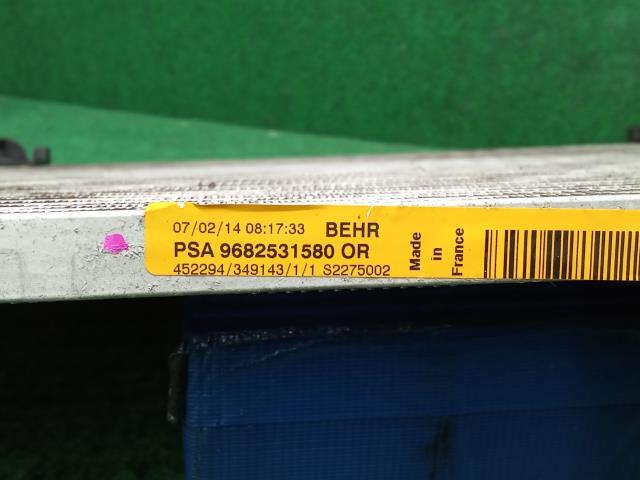 07/02/14 08:17:33 BEHR
PSA 9682531580 OR
452294/349143/1/1 S2275002
Made
in
France